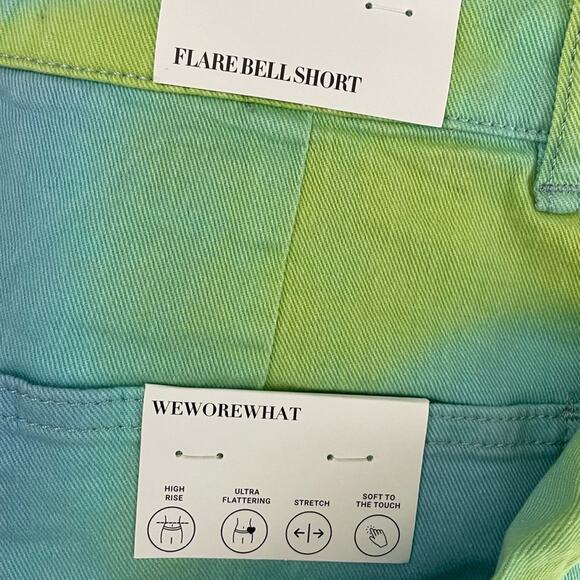 FLARE BELL SHORT
WEWOREWHAT
HIGH
RISE
ULTRA
FLATTERING
STRETCH
SOFT TO
THE TOUCH